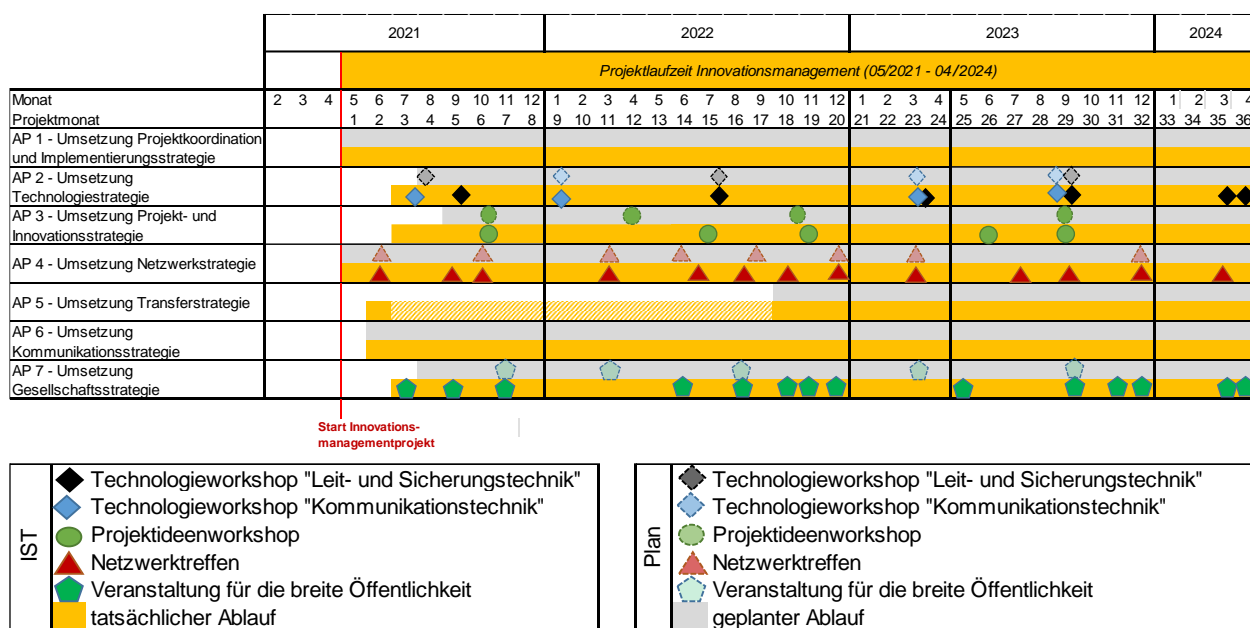 2021 2022 2023 2024
Projektlaufzeit Innovationsmanagement (05/2021 - 04/2024)
Monat 2 3 4 5 6 7 8 9 10 11 12 1 2 3 4 5 6 7 8 9 10 11 12 1 2 3 4 5 6 7 8 9 10 11 12 1 2 3 4
Projektmonat 1 2 3 4 5 6 7 8 9 10 11 12 13 14 15 16 17 18 19 20 21 22 23 24 25 26 27 28 29 30 31 32 33 34 35 36
AP 1 - Umsetzung Projektkoordination
und Implementierungsstrategie
AP 2 - Umsetzung
Technologiestrategie
AP 3 - Umsetzung Projekt- und
Innovationsstrategie
AP 4 - Umsetzung Netzwerkstrategie
AP 5 - Umsetzung Transferstrategie
AP 6 - Umsetzung
Kommunikationsstrategie
AP 7 - Umsetzung
Gesellschaftsstrategie
Start Innovations-
managementprojekt
IST
Technologieworkshop "Leit- und Sicherungstechnik"
Technologieworkshop "Kommunikationstechnik"
Projektideenworkshop
Netzwerktreffen
Veranstaltung für die breite Öffentlichkeit
tatsächlicher Ablauf
Plan
Technologieworkshop "Leit- und Sicherungstechnik"
Technologieworkshop "Kommunikationstechnik"
Projektideenworkshop
Netzwerktreffen
Veranstaltung für die breite Öffentlichkeit
geplanter Ablauf